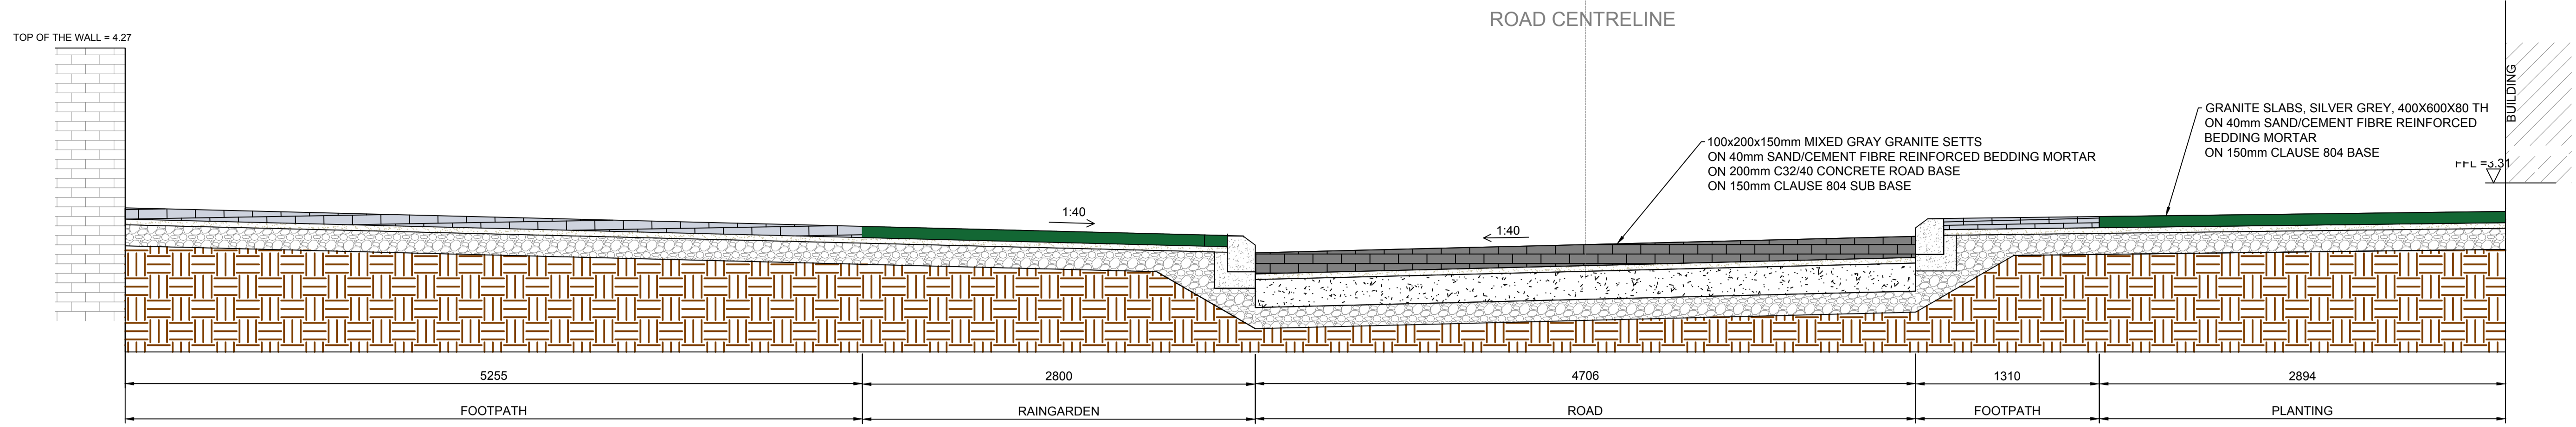 ROAD CENTRELINE
TOP OF THE WALL = 4.27
BUILDING
GRANITE SLABS, SILVER GREY, 400X600X80 TH
ON 40mm SAND/CEMENT FIBRE REINFORCED
BEDDING MORTAR
ON 150mm CLAUSE 804 BASE
100x200x150mm MIXED GRAY GRANITE SETTS
ON 40mm SAND/CEMENT FIBRE REINFORCED BEDDING MORTAR
ON 200mm C32/40 CONCRETE ROAD BASE
ON 150mm CLAUSE 804 SUB BASE
FFL =3.31
1:40
1:40
5255
2800
4706
1310
2894
FOOTPATH
RAINGARDEN
ROAD
FOOTPATH
PLANTING